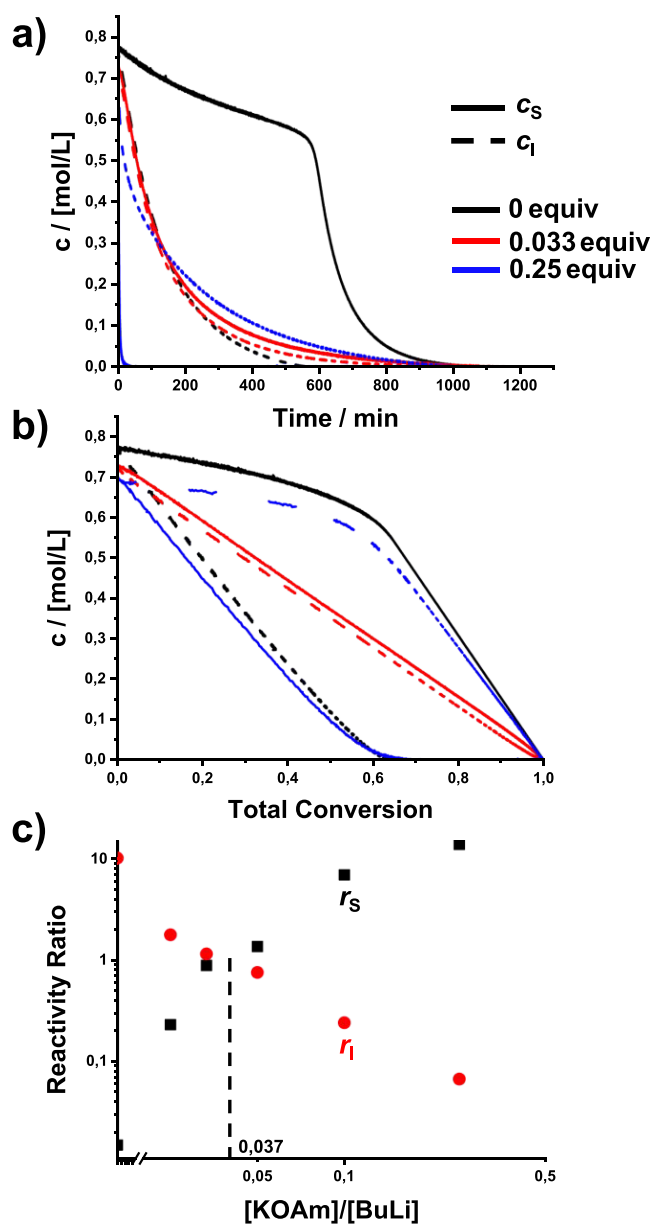 a)
0,8
0,7
0,6
0,5
0,4
0,3
0,2
0,1
0,0
c / [mol/L]
cS
cI
0 equiv
0.033 equiv
0.25 equiv
0 200 400 600 800 1000 1200
Time / min
b)
0,8
0,7
0,6
0,5
0,4
0,3
0,2
0,1
0,0
c / [mol/L]
0,0 0,2 0,4 0,6 0,8 1,0
Total Conversion
c)
10
1
0,1
Reactivity Ratio
rS
rI
0,037
0,05 0,1 0,5
[KOAm]/[BuLi]